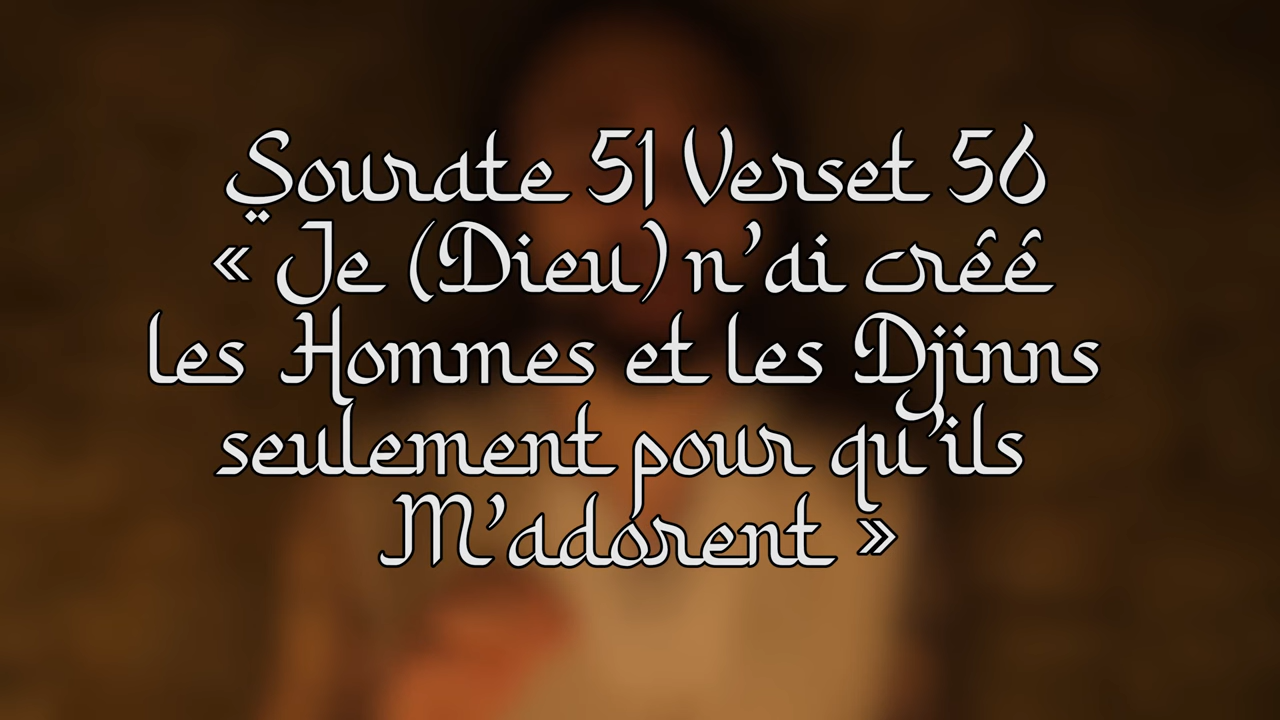 Sourate 51 Verset 56
« Je (Dieu) n’ai créé
les Hommes et les Djinns
seulement pour qu’ils
M’adorent »